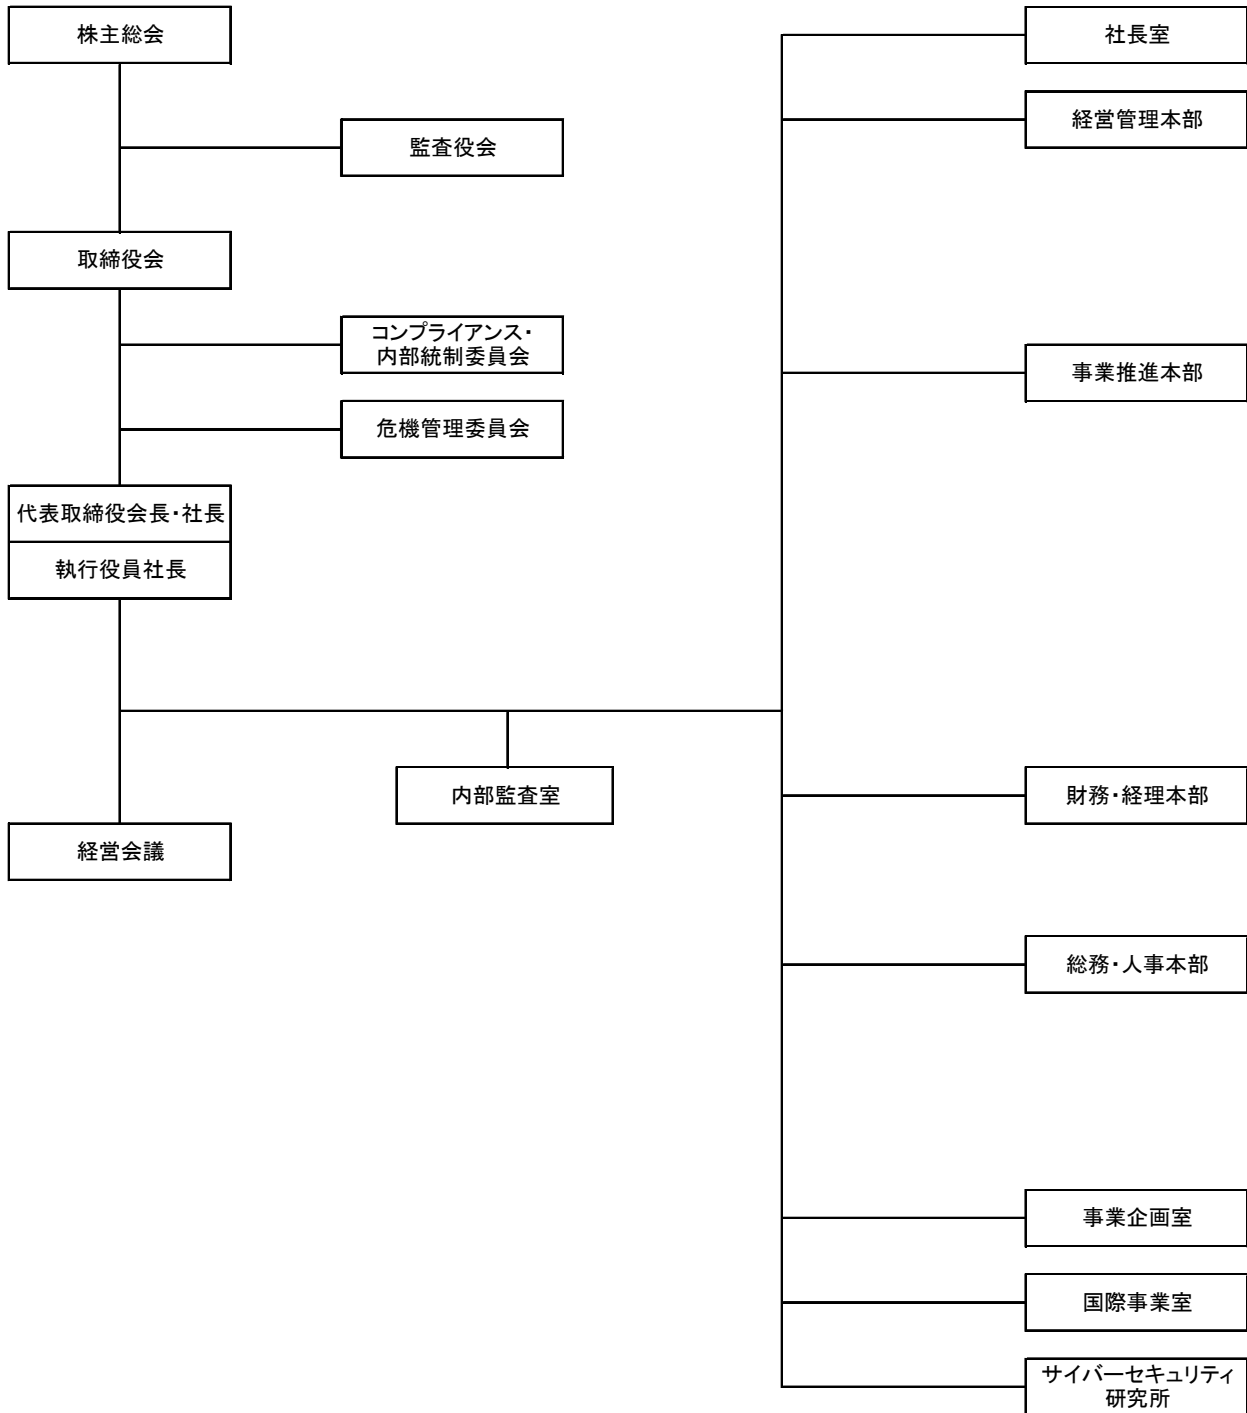 株主総会
監査役会
取締役会
コンプライアンス・
内部統制委員会
危機管理委員会
代表取締役会長・社長
執行役員社長
内部監査室
経営会議
社長室
経営管理本部
事業推進本部
財務・経理本部
総務・人事本部
事業企画室
国際事業室
サイバーセキュリティ
研究所